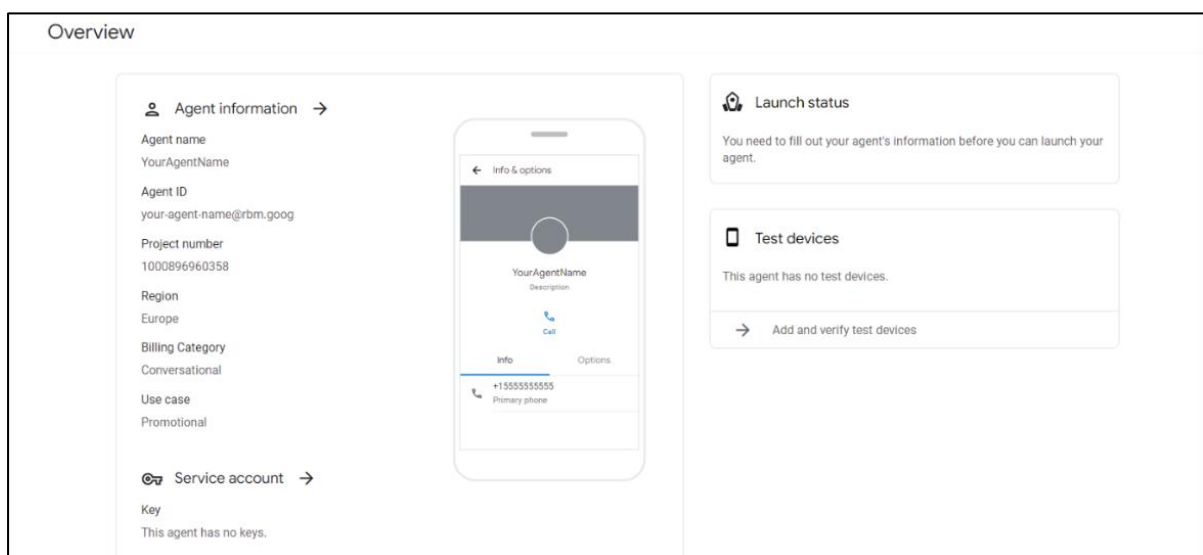 Overview
Agent information
Agent name
YourAgentName
Agent ID
your-agent-name@rbm.goog
Project number
1000896960358
Region
Europe
Billing Category
Conversational
Use case
Promotional
Service account
Key
This agent has no keys.
Info & options
YourAgentName
Description
Call
Info Options
+15555555555
Primary phone
Launch status
You need to fill out your agent's information before you can launch your
agent.
Test devices
This agent has no test devices.
Add and verify test devices